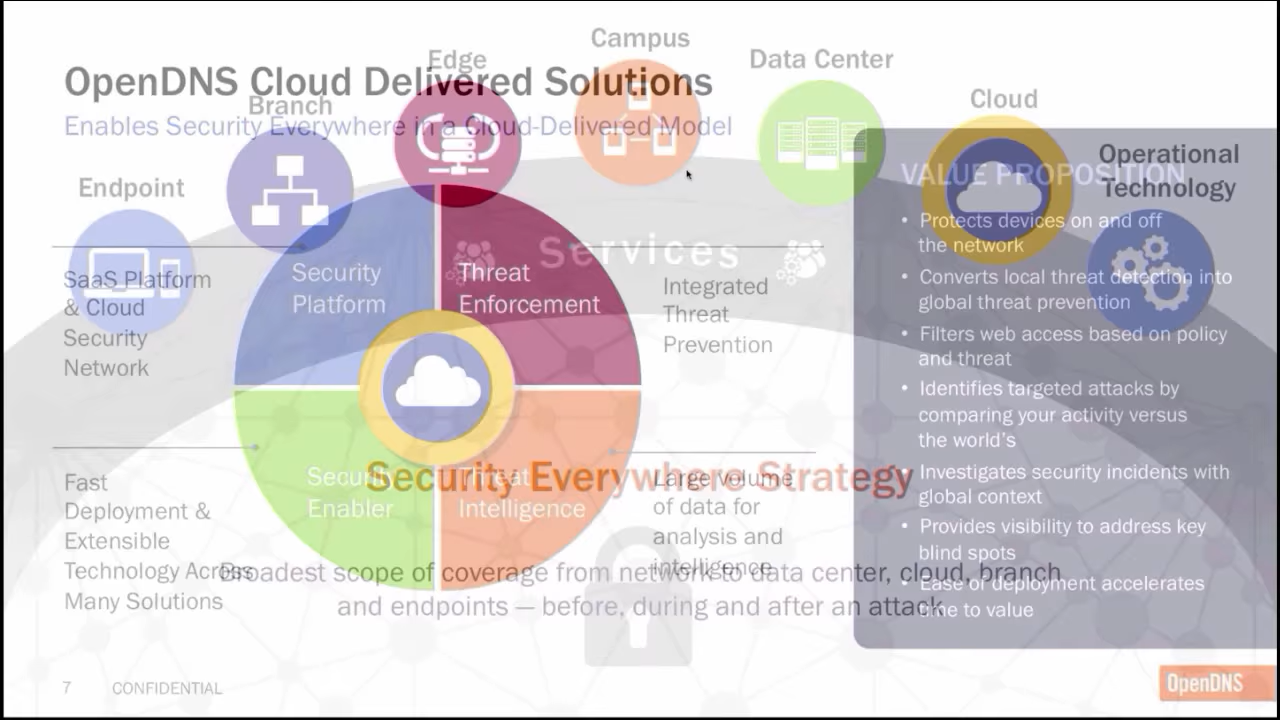 OpenDNS Cloud Delivered Solutions
Enables Security Everywhere in a Cloud-Delivered Model
Endpoint
Branch
Edge
Campus
Data Center
Cloud
Operational
Technology
Services
SaaS Platform
& Cloud
Security
Network
Security
Platform
Threat
Enforcement
Integrated
Threat
Prevention
Fast
Deployment &
Extensible
Technology Across
Many Solutions
Security
Enabler
Threat
Intelligence
Large volume
of data for
analysis and
intelligence
Security Everywhere Strategy
Broadest scope of coverage from network to data center, cloud, branch
and endpoints — before, during and after an attack
VALUE PROPOSITION
• Protects devices on and off
the network
• Converts local threat detection into
global threat prevention
• Filters web access based on policy
and threat
• Identifies targeted attacks by
comparing your activity versus
the world's
• Investigates security incidents with
global context
• Provides visibility to address key
blind spots
• Ease of deployment accelerates
time to value
7 CONFIDENTIAL
OpenDNS